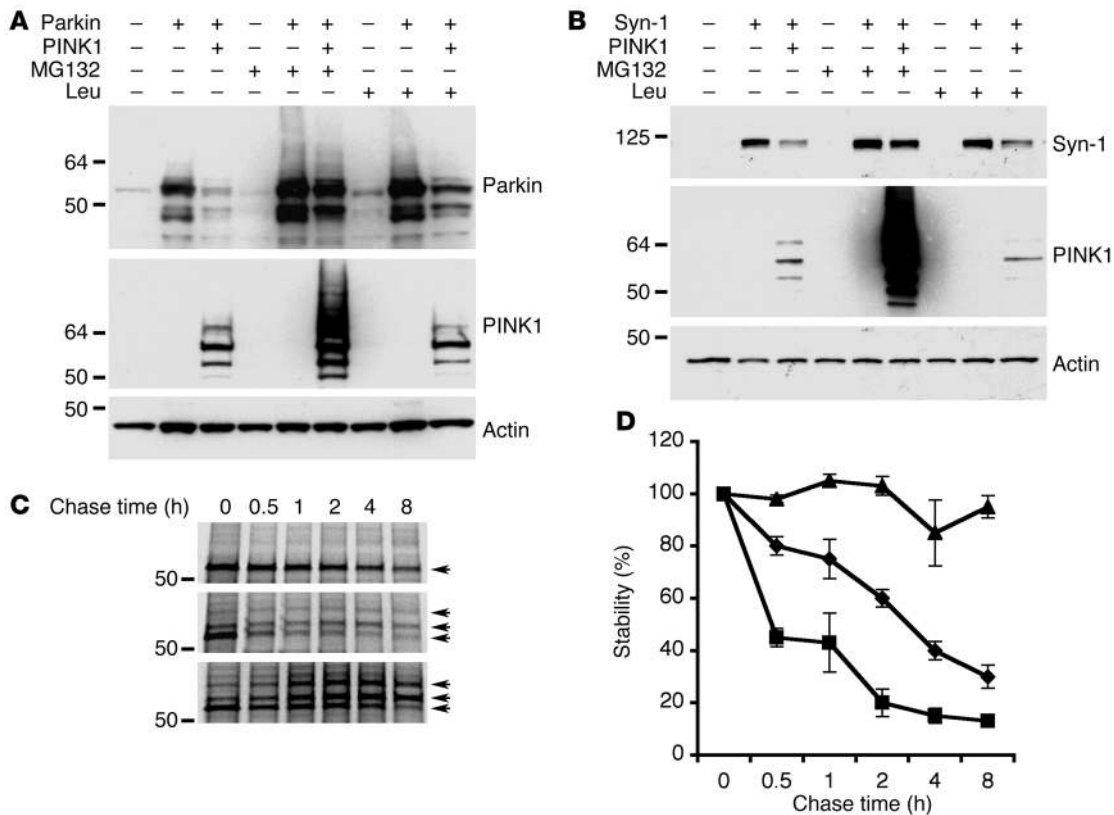 A
Parkin – + + – + + – + +
PINK1 – – + – – + – – +
MG132 – – – + + + – – –
Leu – – – – – – + + +
64
50
Parkin
64
50
PINK1
50
Actin
B
Syn-1 – + + – + + – + +
PINK1 – – + – – + – – +
MG132 – – – + + + – – –
Leu – – – – – – + + +
125
Syn-1
64
50
PINK1
50
Actin
C
Chase time (h) 0 0.5 1 2 4 8
50
50
50
D
120
100
80
60
40
20
0
Stability (%)
0 0.5 1 2 4 8
Chase time (h)